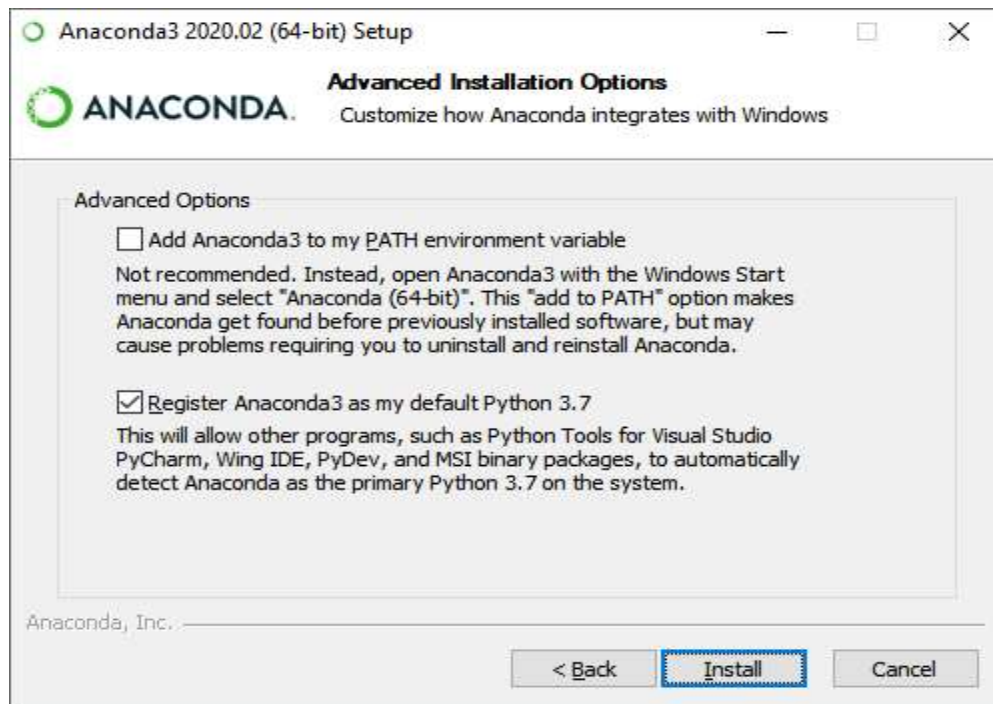 Anaconda3 2020.02 (64-bit) Setup
ANACONDA.
Advanced Installation Options
Customize how Anaconda integrates with Windows
Advanced Options
Add Anaconda3 to my PATH environment variable
Not recommended. Instead, open Anaconda3 with the Windows Start
menu and select "Anaconda (64-bit)". This "add to PATH" option makes
Anaconda get found before previously installed software, but may
cause problems requiring you to uninstall and reinstall Anaconda.
Register Anaconda3 as my default Python 3.7
This will allow other programs, such as Python Tools for Visual Studio
PyCharm, Wing IDE, PyDev, and MSI binary packages, to automatically
detect Anaconda as the primary Python 3.7 on the system.
Anaconda, Inc.
< Back
Install
Cancel